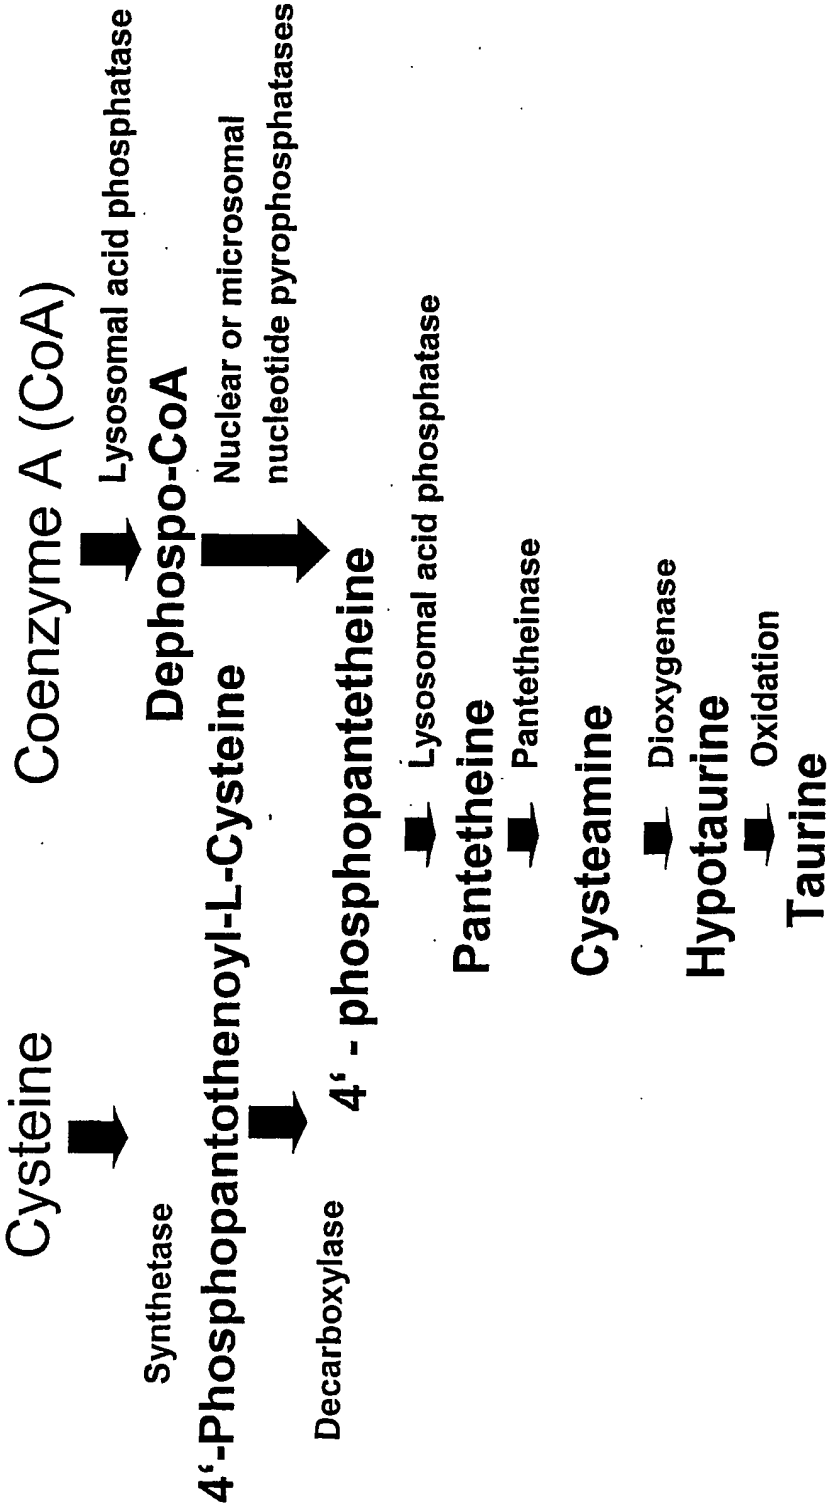 Cysteine
Coenzyme A (CoA)
Lysosomal acid phosphatase
Synthetase
Dephospo-CoA
4‘-Phosphopantothenoyl-L-Cysteine
Nuclear or microsomal
nucleotide pyrophosphatases
Decarboxylase
4‘ - phosphopantetheine
Lysosomal acid phosphatase
Pantetheine
Pantetheinase
Cysteamine
Dioxygenase
Hypotaurine
Oxidation
Taurine